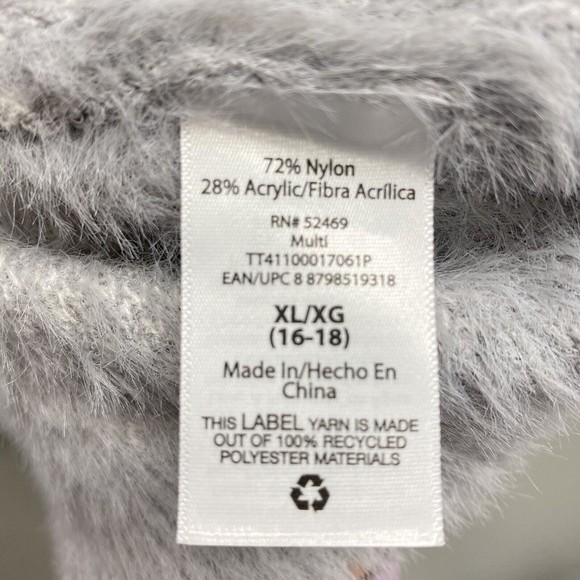 72% Nylon
28% Acrylic/Fibra Acrílica
RN# 52469
Multi
TT41100017061P
EAN/UPC 8 8798519318
XL/XG
(16-18)
Made In/Hecho En
China
THIS LABEL YARN IS MADE
OUT OF 100% RECYCLED
POLYESTER MATERIALS